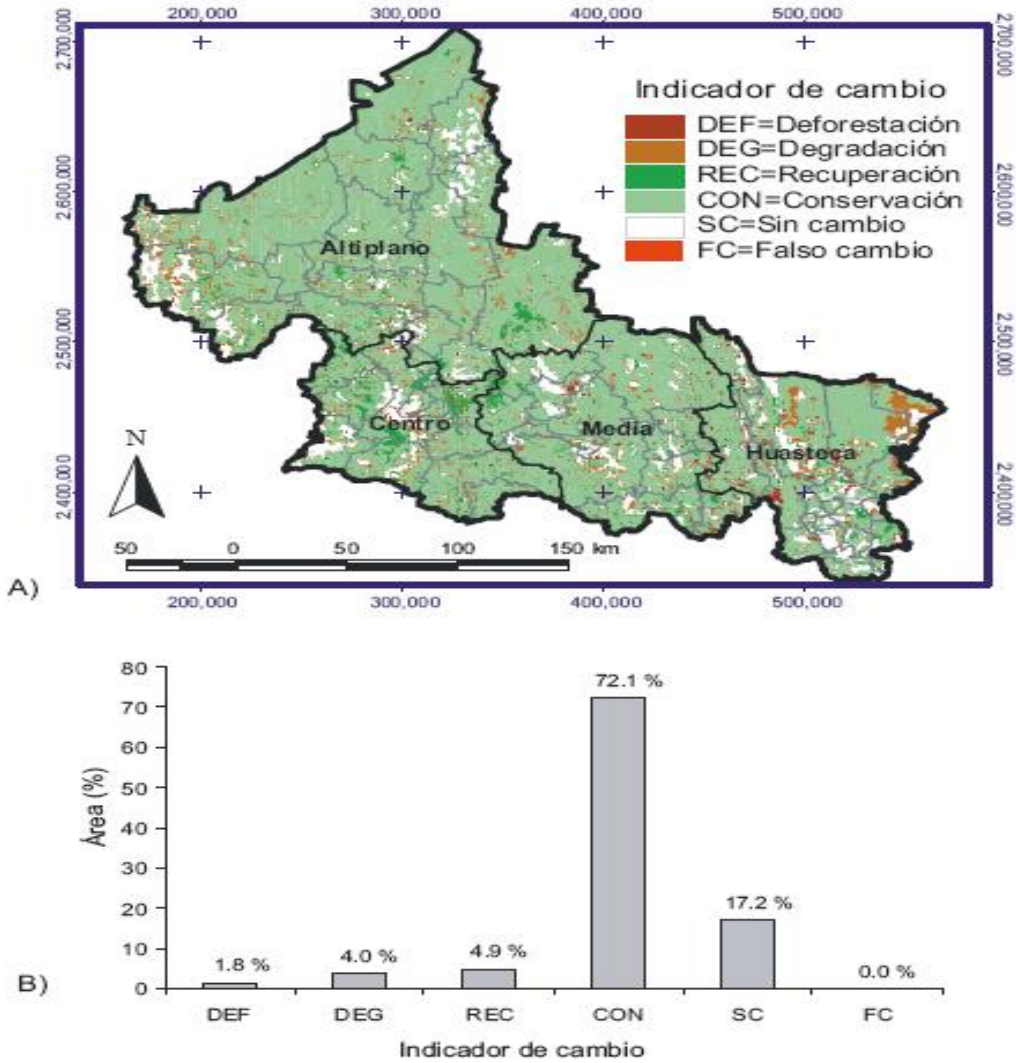 200,000 300,000 400,000 500,000
2,700,000 2,700,000
Indicador de cambio
DEF=Deforestación
DEG=Degradación
REC=Recuperación
CON=Conservación
SC=Sin cambio
FC=Falso cambio
2,600,000 2,600,000
Altiplano
2,500,000 2,500,000
Centro Media Huasteca
N
2,400,000 2,400,000
50 0 50 100 150 km
A)
200,000 300,000 400,000 500,000
80
70
60
50
40
30
20
10
0
Área (%)
1.8 % 4.0 % 4.9 % 72.1 % 17.2 % 0.0 %
B)
DEF DEG REC CON SC FC
Indicador de cambio